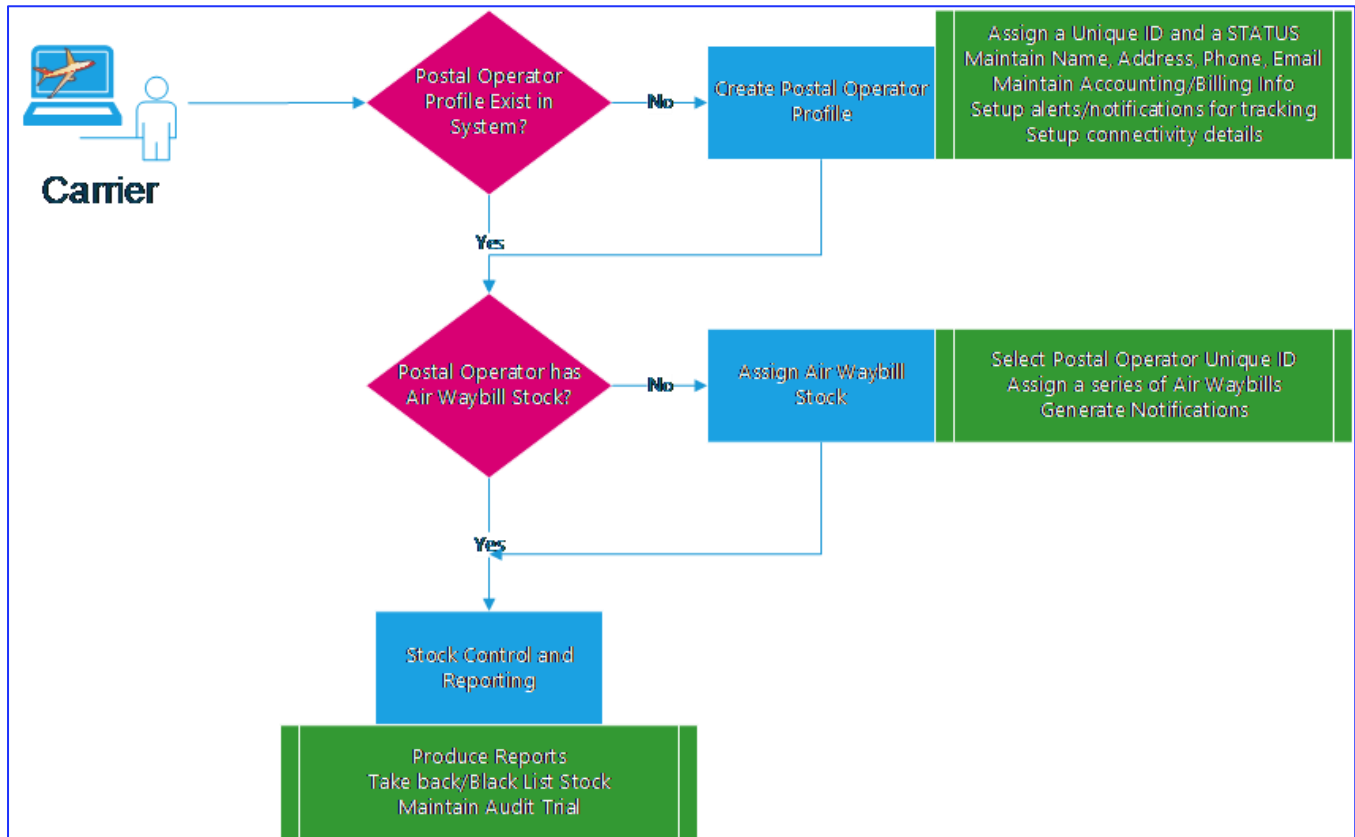 Carrier
Postal Operator
Profile Exist in
System?
No
Create Postal Operator
Profile
Assign a Unique ID and a STATUS
Maintain Name, Address, Phone, Email
Maintain Accounting/Billing Info
Setup alerts/notifications for tracking
Setup connectivity details
Yes
Postal Operator has
Air Waybill Stock?
No
Assign Air Waybill
Stock
Select Postal Operator Unique ID
Assign a series of Air Waybills
Generate Notifications
Yes
Stock Control and
Reporting
Produce Reports
Take back/Black List Stock
Maintain Audit Trial